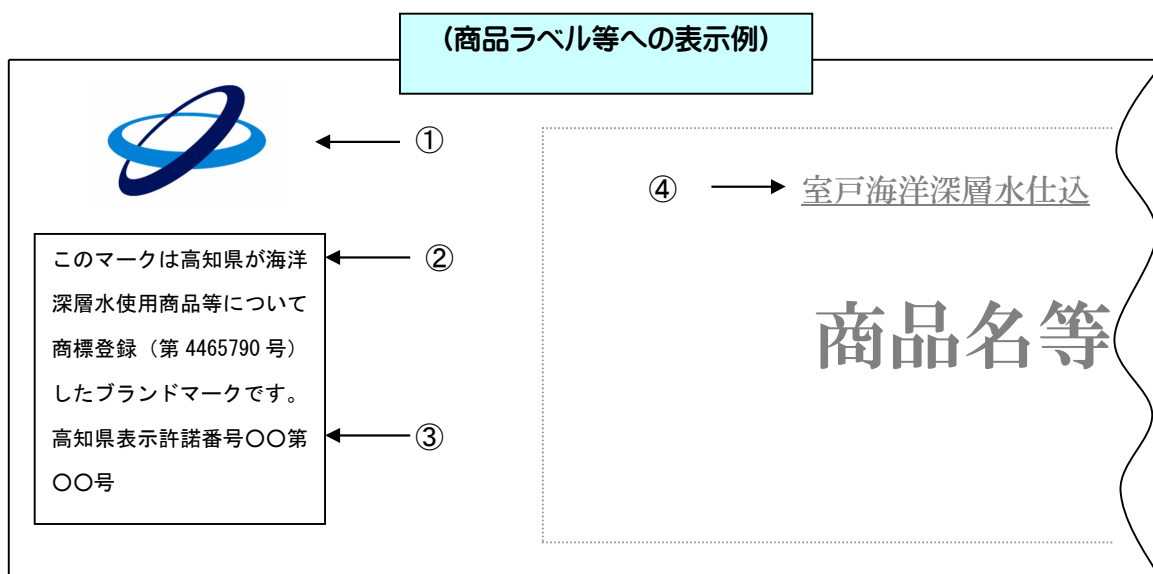 (商品ラベル等への表示例)
①
④
室戸海洋深層水仕込
このマークは高知県が海洋
深層水使用商品等について
商標登録（第 4465790 号）
したブランドマークです。
高知県表示許諾番号〇〇第
〇〇号
②
③
商品名等